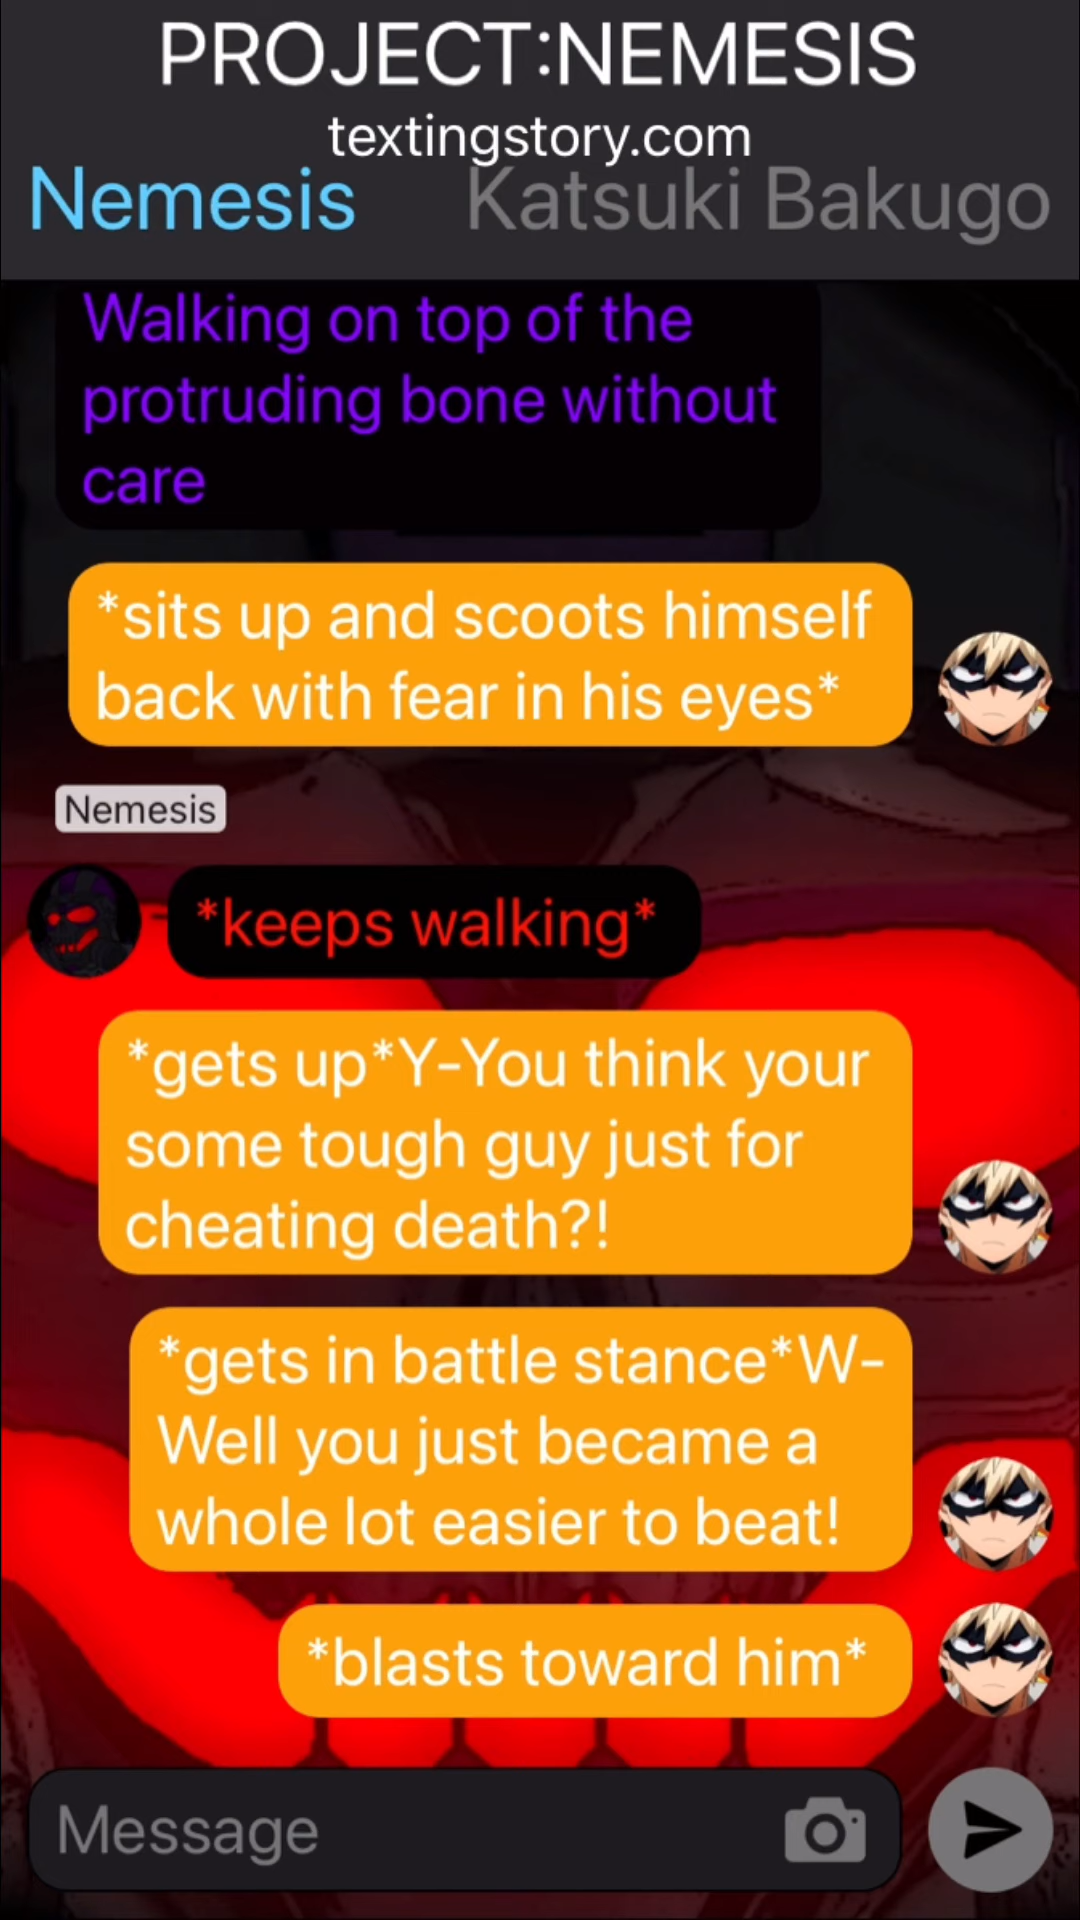 PROJECT:NEMESIS
textingstory.com
Nemesis Katsuki Bakugo
Walking on top of the
protruding bone without
care
*sits up and scoots himself
back with fear in his eyes*
Nemesis
*keeps walking*
*gets up*Y-You think your
some tough guy just for
cheating death?!
*gets in battle stance*W-
Well you just became a
whole lot easier to beat!
*blasts toward him*
Message